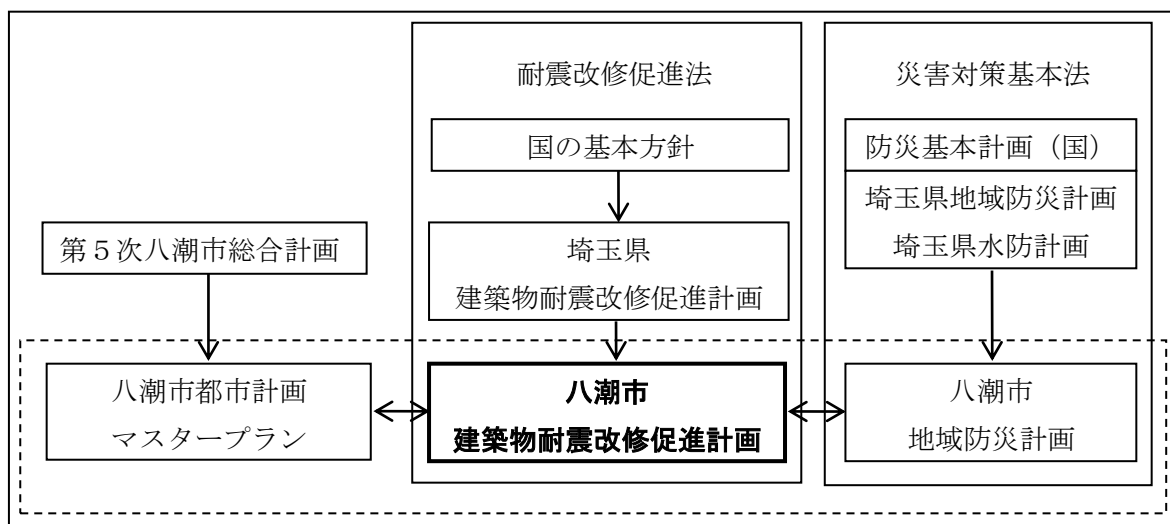 耐震改修促進法
災害対策基本法
国の基本方針
防災基本計画（国）
埼玉県地域防災計画
埼玉県水防計画
第５次八潮市総合計画
埼玉県
建築物耐震改修促進計画
八潮市都市計画
マスタープラン
八潮市
建築物耐震改修促進計画
八潮市
地域防災計画